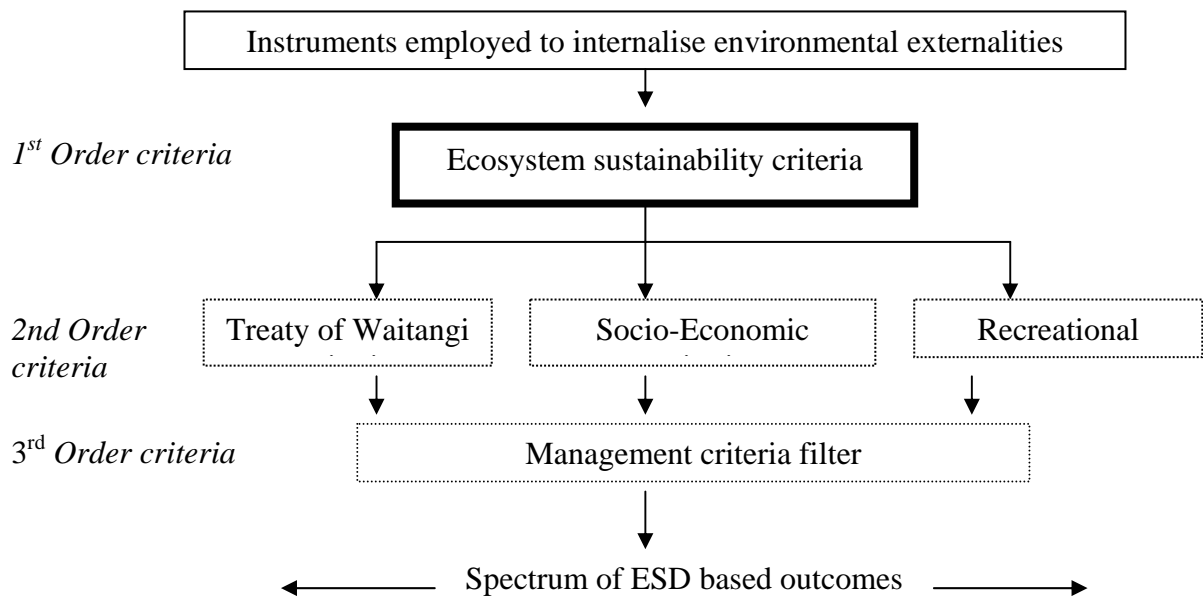 Instruments employed to internalise environmental externalities
1st Order criteria
Ecosystem sustainability criteria
2nd Order
criteria
Treaty of Waitangi
Socio-Economic
Recreational
3rd Order criteria
Management criteria filter
Spectrum of ESD based outcomes